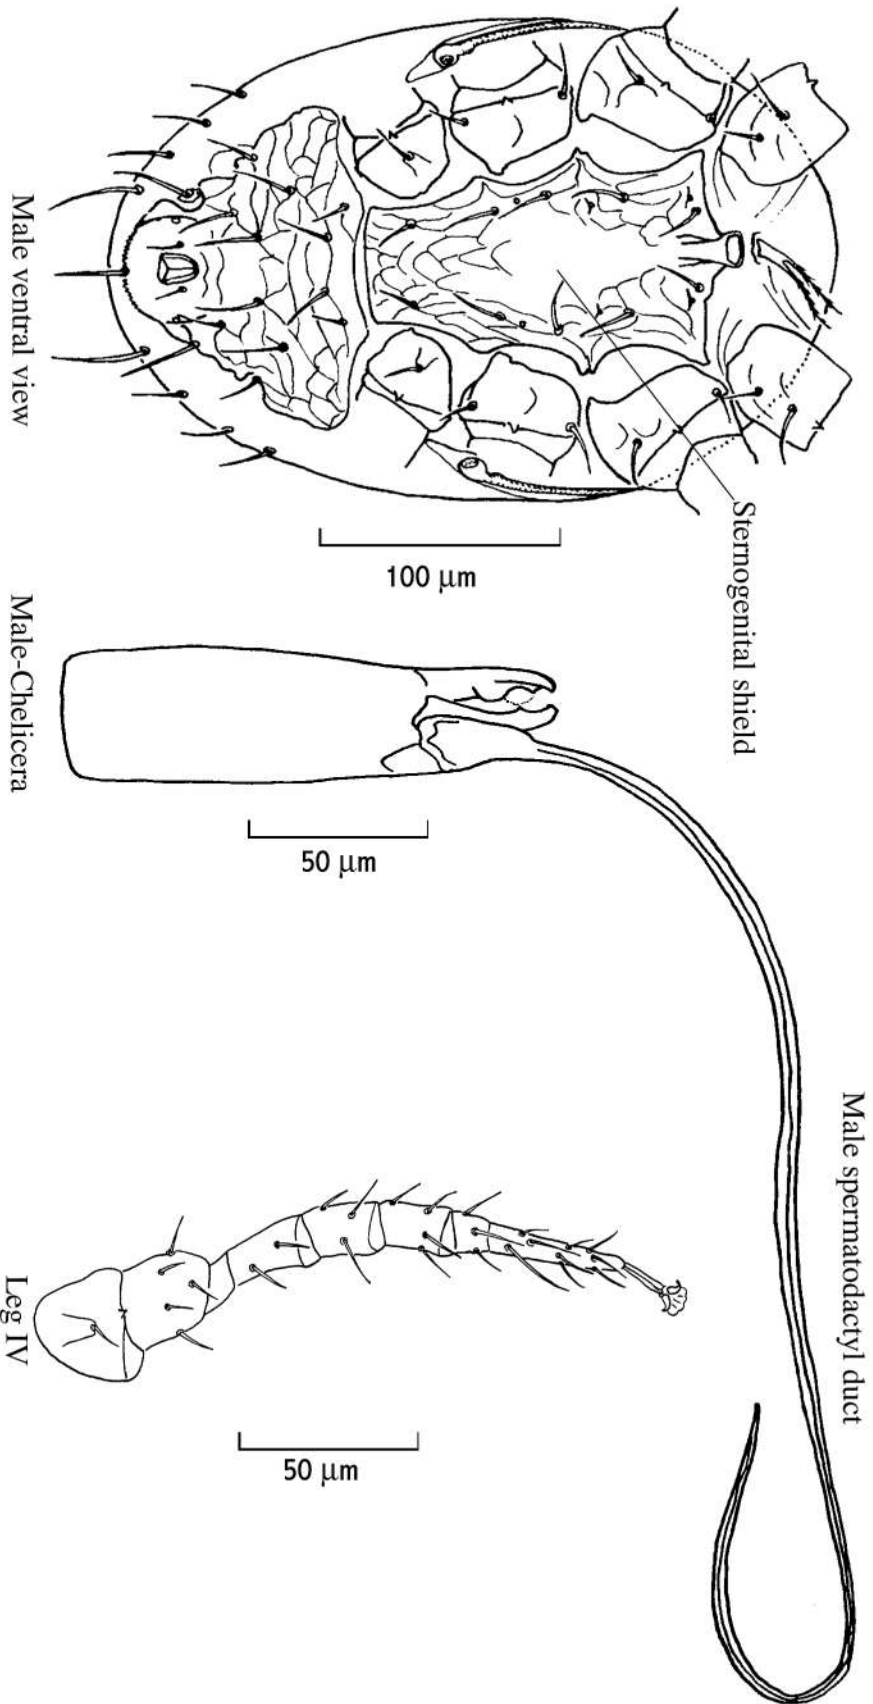 Male ventral view
Sternogenital shield
100 μm
Male-Chelicera
50 μm
Male spermatodactyl duct
Leg IV
50 μm